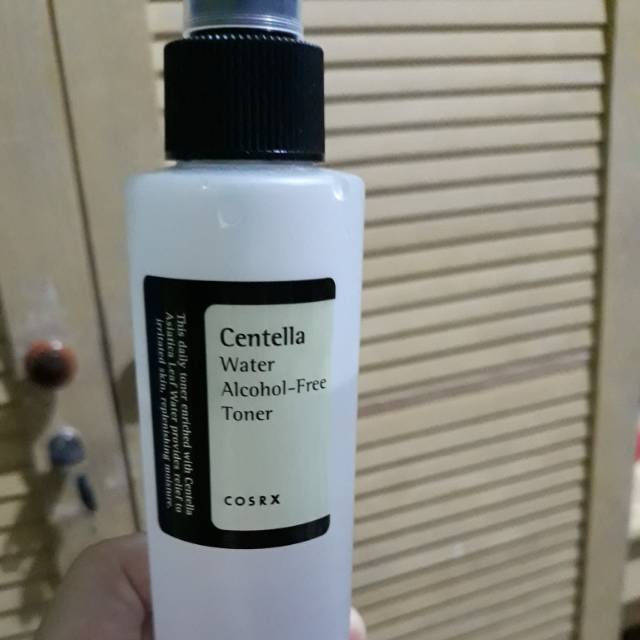 Centella
Water
Alcohol-Free
Toner
COSRX
This daily toner enriched with Centella
Asiatica Leaf Water provides relief to
irritated skin, replenishing moisture.